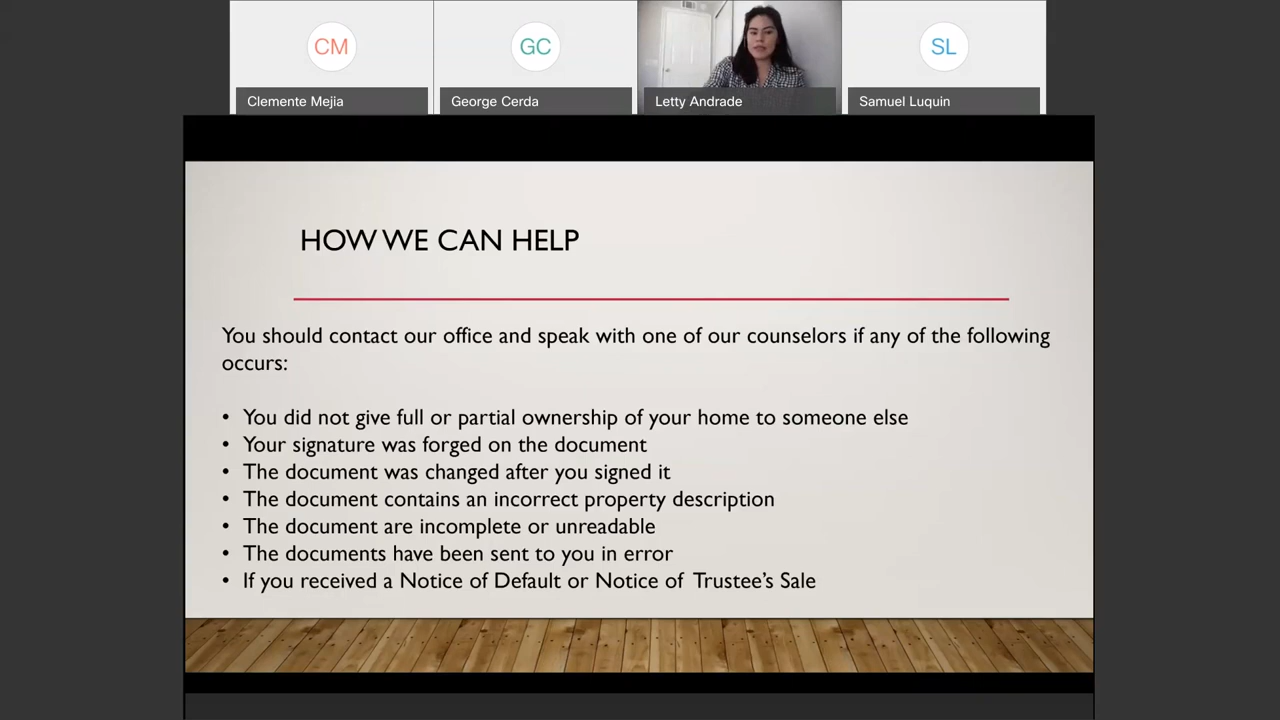 CM
GC
SL
Clemente Mejia
George Cerda
Letty Andrade
Samuel Luquin
HOW WE CAN HELP
You should contact our office and speak with one of our counselors if any of the following
occurs:
• You did not give full or partial ownership of your home to someone else
• Your signature was forged on the document
• The document was changed after you signed it
• The document contains an incorrect property description
• The document are incomplete or unreadable
• The documents have been sent to you in error
• If you received a Notice of Default or Notice of Trustee's Sale